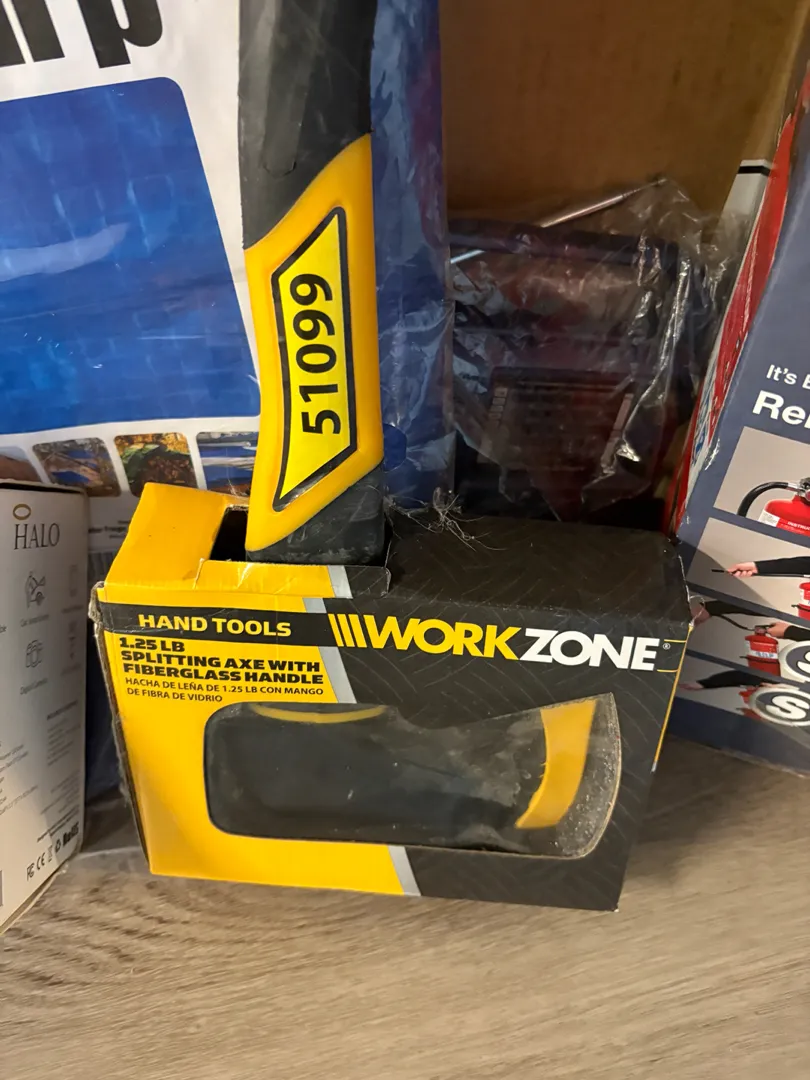 51099
HALO
It's
HAND TOOLS
WORKZONE®
1.25 LB
SPLITTING AXE WITH
FIBERGLASS HANDLE
HACHA DE LEÑA DE 1.25 LB CON MANGO
DE FIBRA DE VIDRIO